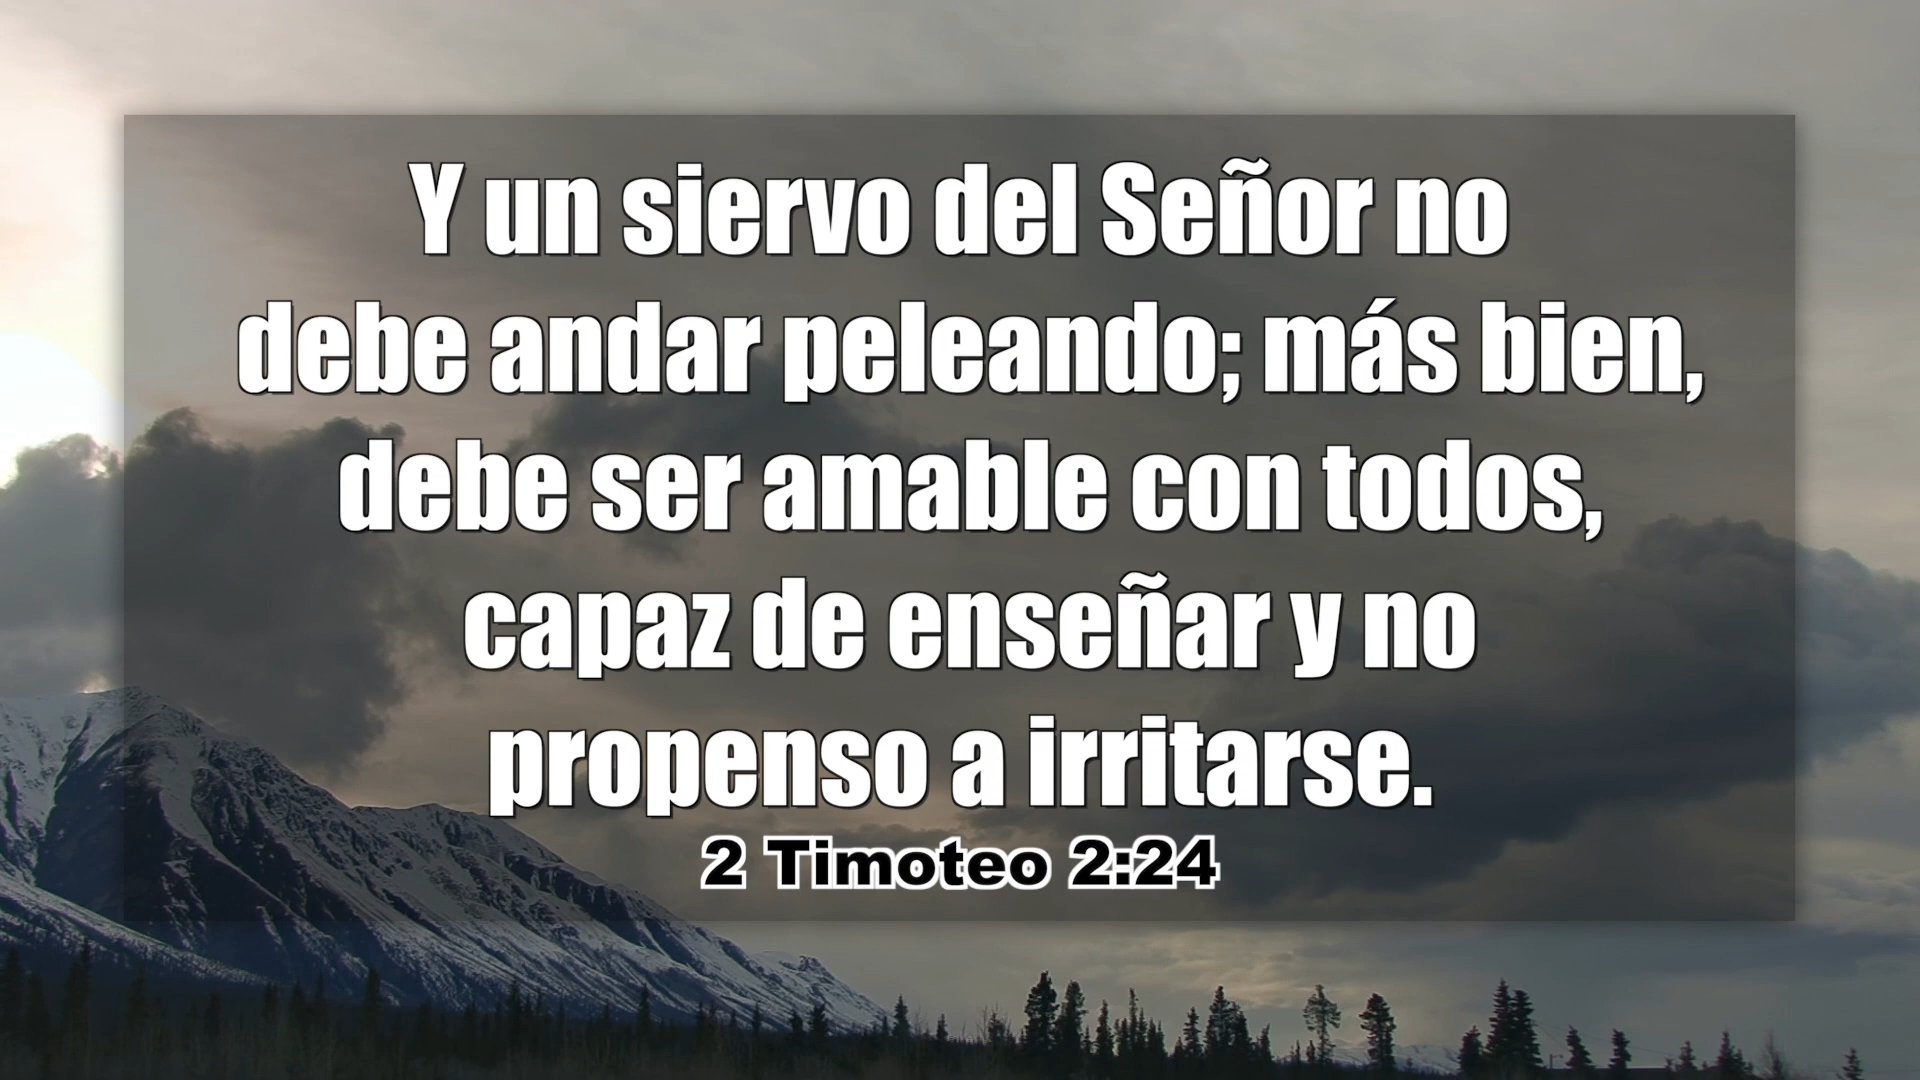 Y un siervo del Señor no
debe andar peleando; más bien,
debe ser amable con todos,
capaz de enseñar y no
propenso a irritarse.
2 Timoteo 2:24